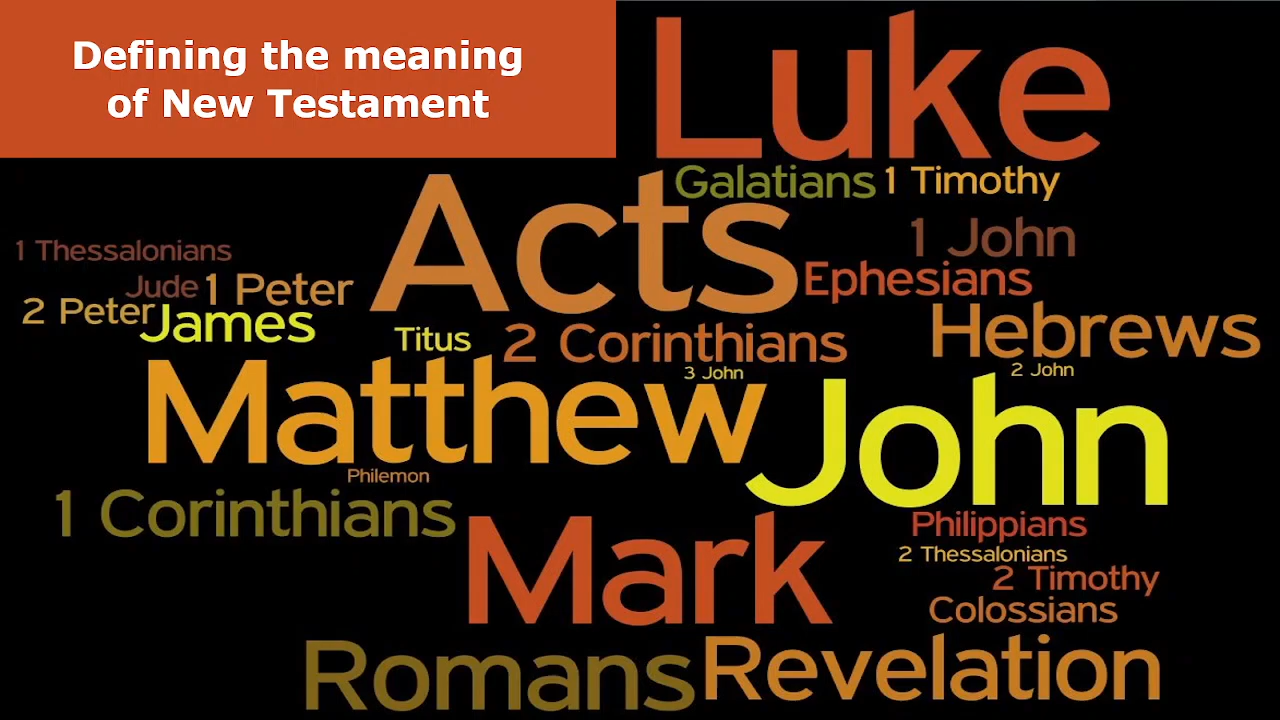 Defining the meaning
of New Testament
Luke
Galatians
1 Timothy
Acts
1 John
1 Thessalonians
Ephesians
Jude
1 Peter
2 Peter
James
Titus
2 Corinthians
Hebrews
3 John
2 John
Matthew
John
Philemon
1 Corinthians
Mark
Philippians
2 Thessalonians
2 Timothy
Colossians
Romans
Revelation